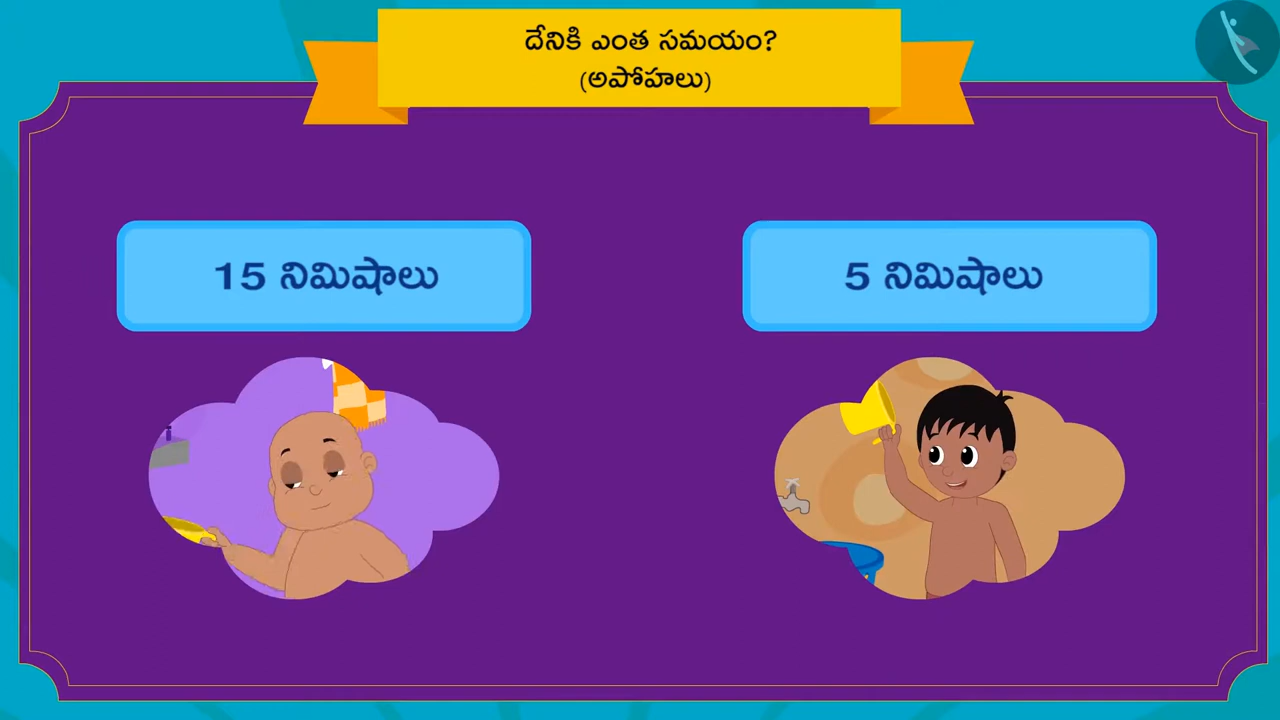 దేనికి ఎంత సమయం?
(అపోహలు)
15 నిమిషాలు
5 నిమిషాలు